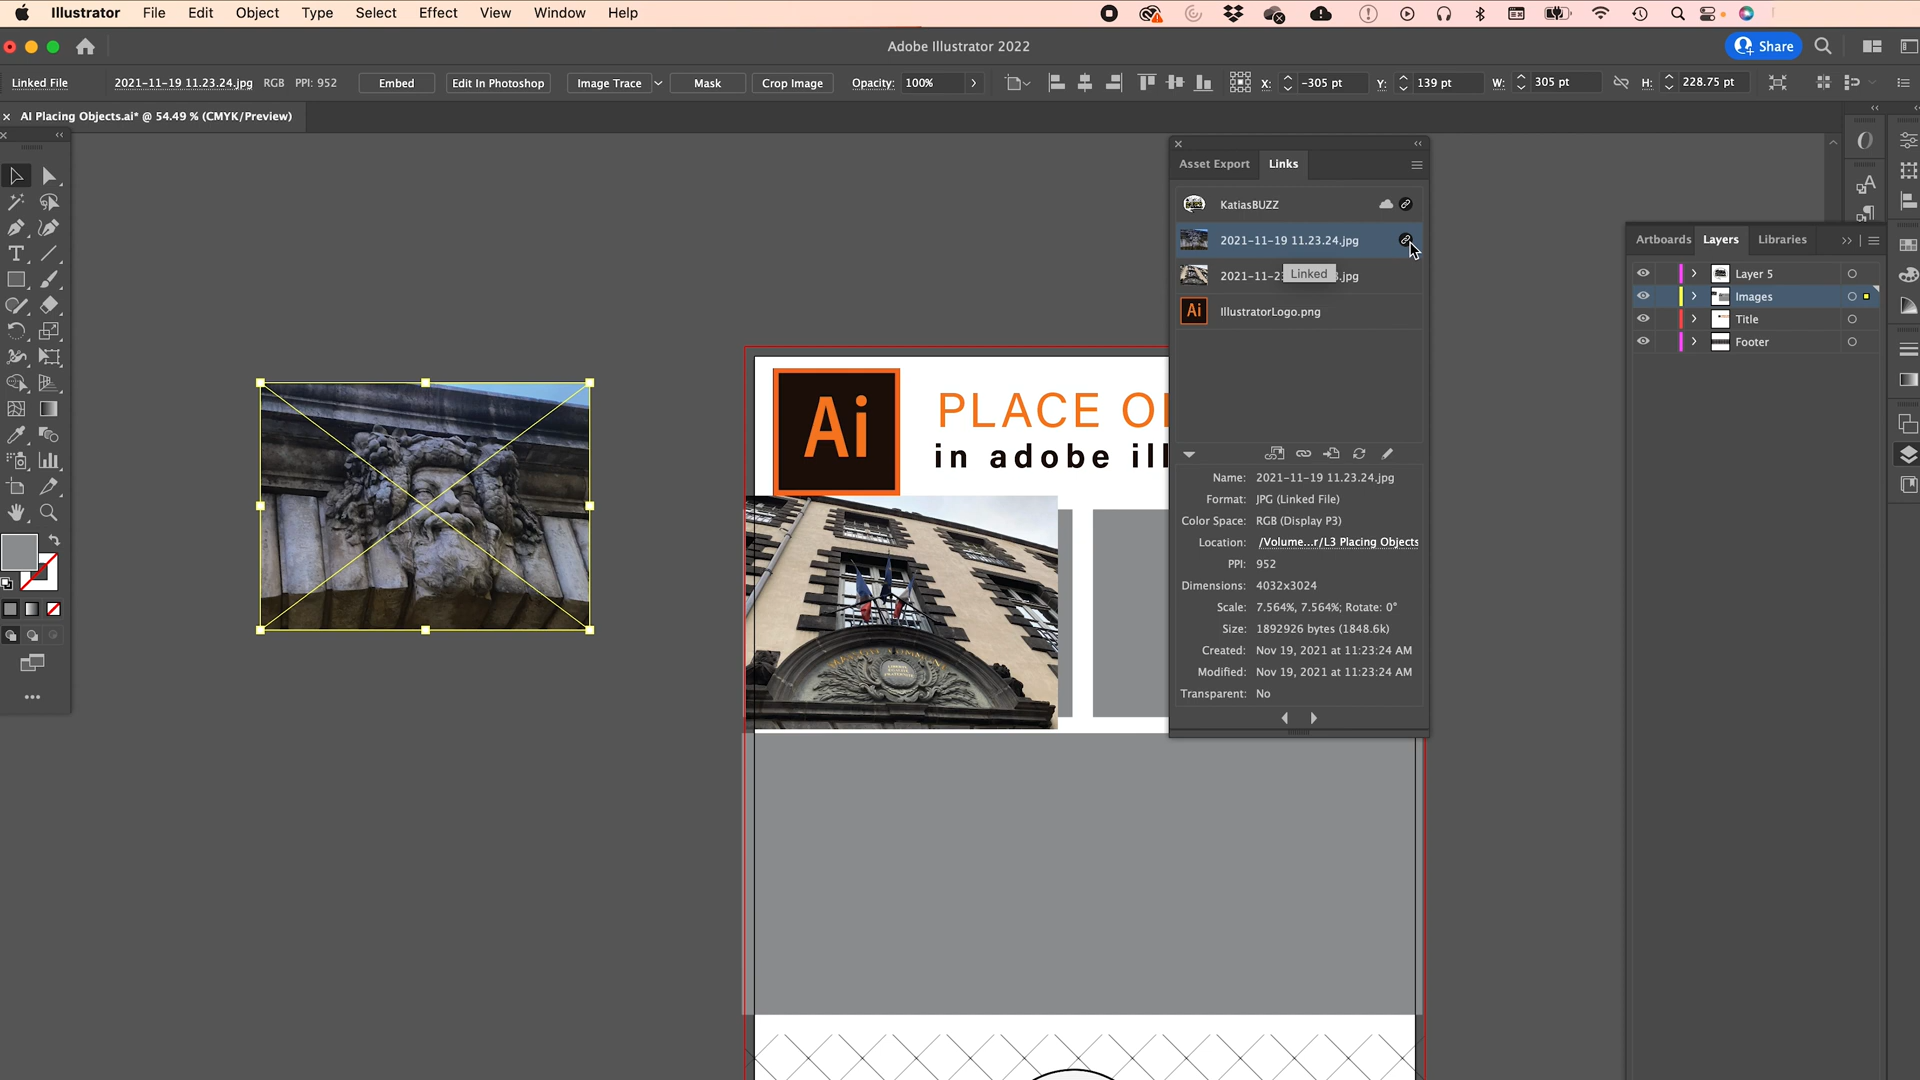 Illustrator File Edit Object Type Select Effect View Window Help
Adobe Illustrator 2022
Share
Linked File 2021-11-19 11.23.24.jpg RGB PPI: 952 Embed Edit In Photoshop Image Trace Mask Crop Image Opacity: 100% X: -305 pt Y: 139 pt W: 305 pt H: 228.75 pt
AI Placing Objects.ai* @ 54.49 % (CMYK/Preview)
Asset Export Links
KatiasBUZZ
2021-11-19 11.23.24.jpg
Linked
IllustratorLogo.png
Name: 2021-11-19 11.23.24.jpg
Format: JPG (Linked File)
Color Space: RGB (Display P3)
Location: /Volume...r/L3 Placing Objects
PPI: 952
Dimensions: 4032x3024
Scale: 7.564%, 7.564%; Rotate: 0°
Size: 1892926 bytes (1848.6k)
Created: Nov 19, 2021 at 11:23:24 AM
Modified: Nov 19, 2021 at 11:23:24 AM
Transparent: No
Artboards Layers Libraries
Layer 5
Images
Title
Footer
Ai
PLACE
in adobe ill
Ai